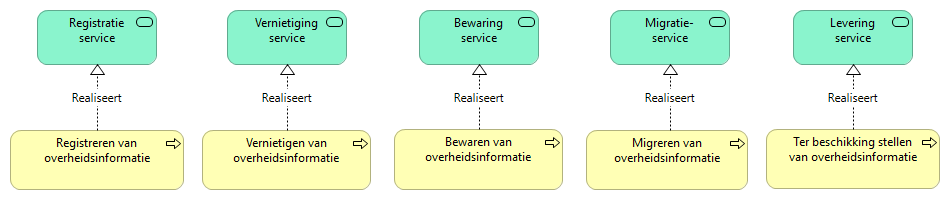 Registratie
service
Vernietiging
service
Bewaring
service
Migratie-
service
Levering
service
Realiseert
Realiseert
Realiseert
Realiseert
Realiseert
Registreren van
overheidsinformatie
Vernietigen van
overheidsinformatie
Bewaren van
overheidsinformatie
Migreren van
overheidsinformatie
Ter beschikking stellen
van overheidsinformatie